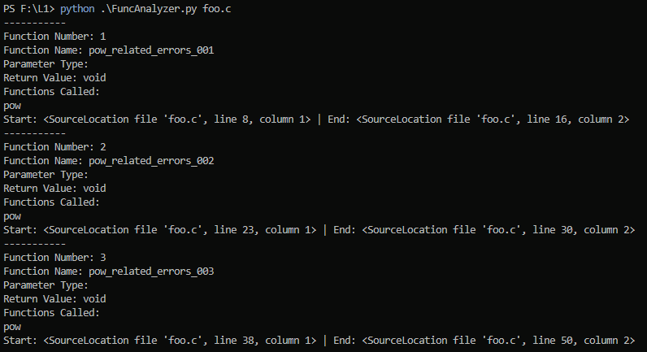 PS F:\L1> python .\FuncAnalyzer.py foo.c
-----------
Function Number: 1
Function Name: pow_related_errors_001
Parameter Type:
Return Value: void
Functions Called:
pow
Start: <SourceLocation file 'foo.c', line 8, column 1> | End: <SourceLocation file 'foo.c', line 16, column 2>
-----------
Function Number: 2
Function Name: pow_related_errors_002
Parameter Type:
Return Value: void
Functions Called:
pow
Start: <SourceLocation file 'foo.c', line 23, column 1> | End: <SourceLocation file 'foo.c', line 30, column 2>
-----------
Function Number: 3
Function Name: pow_related_errors_003
Parameter Type:
Return Value: void
Functions Called:
pow
Start: <SourceLocation file 'foo.c', line 38, column 1> | End: <SourceLocation file 'foo.c', line 50, column 2>